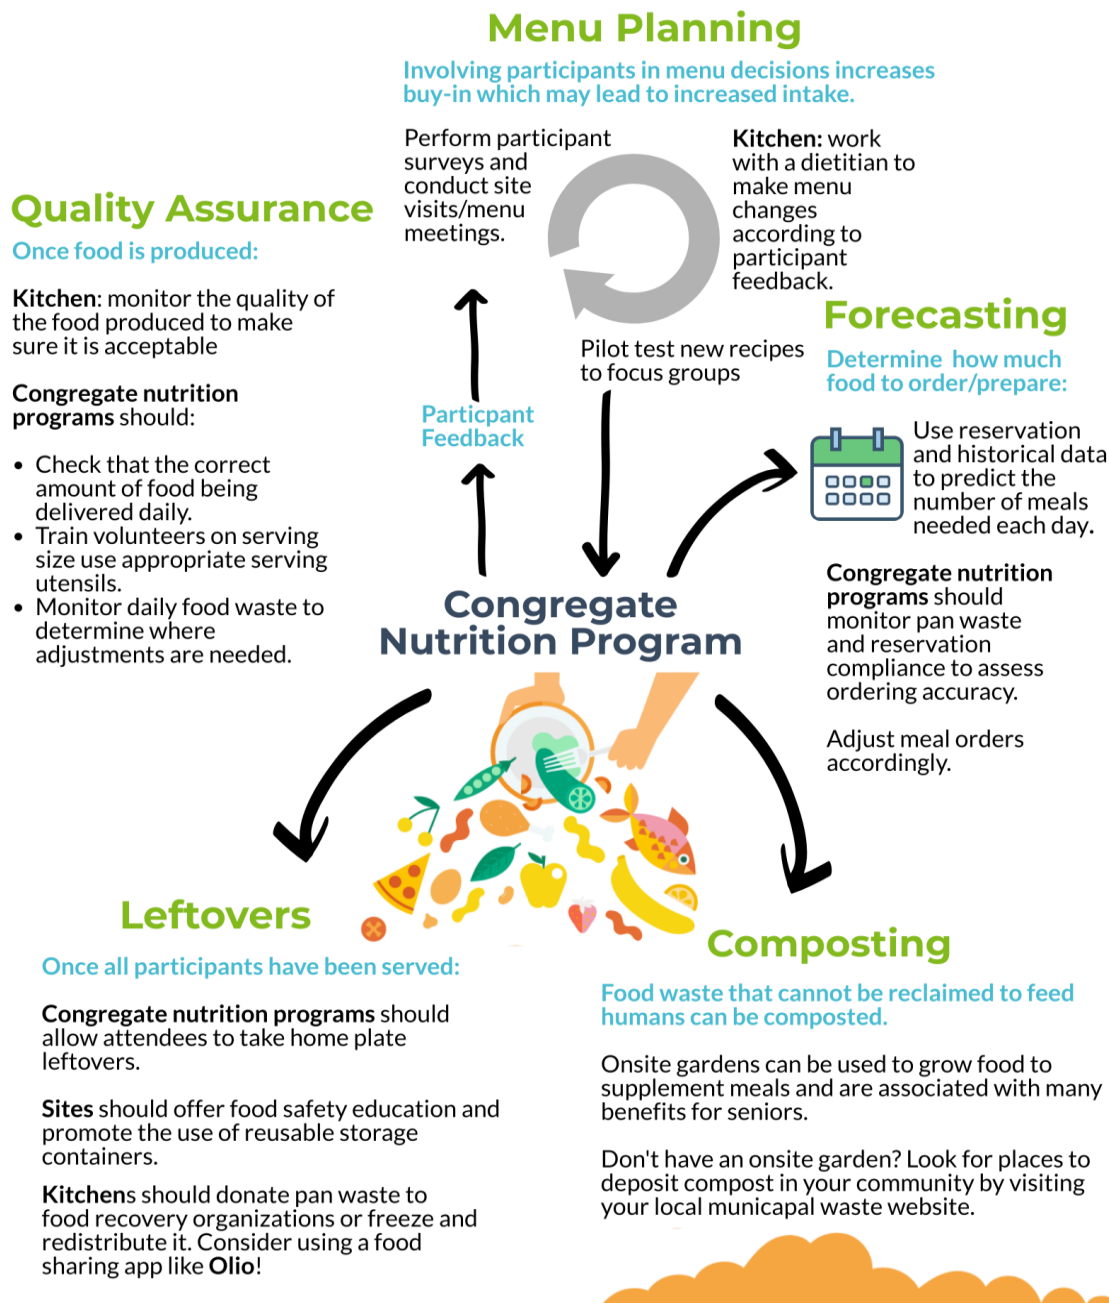 Menu Planning
Involving participants in menu decisions increases
buy-in which may lead to increased intake.
Perform participant
surveys and
conduct site
visits/menu
meetings.
Kitchen: work
with a dietitian to
make menu
changes
according to
participant
feedback.
Pilot test new recipes
to focus groups
Particpant
Feedback
Quality Assurance
Once food is produced:
Kitchen: monitor the quality of
the food produced to make
sure it is acceptable
Congregate nutrition
programs should:
• Check that the correct
amount of food being
delivered daily.
• Train volunteers on serving
size use appropriate serving
utensils.
• Monitor daily food waste to
determine where
adjustments are needed.
Forecasting
Determine how much
food to order/prepare:
Use reservation
and historical data
to predict the
number of meals
needed each day.
Congregate nutrition
programs should
monitor pan waste
and reservation
compliance to assess
ordering accuracy.
Adjust meal orders
accordingly.
Congregate
Nutrition Program
Leftovers
Once all participants have been served:
Congregate nutrition programs should
allow attendees to take home plate
leftovers.
Sites should offer food safety education and
promote the use of reusable storage
containers.
Kitchens should donate pan waste to
food recovery organizations or freeze and
redistribute it. Consider using a food
sharing app like Olio!
Composting
Food waste that cannot be reclaimed to feed
humans can be composted.
Onsite gardens can be used to grow food to
supplement meals and are associated with many
benefits for seniors.
Don't have an onsite garden? Look for places to
deposit compost in your community by visiting
your local municapal waste website.